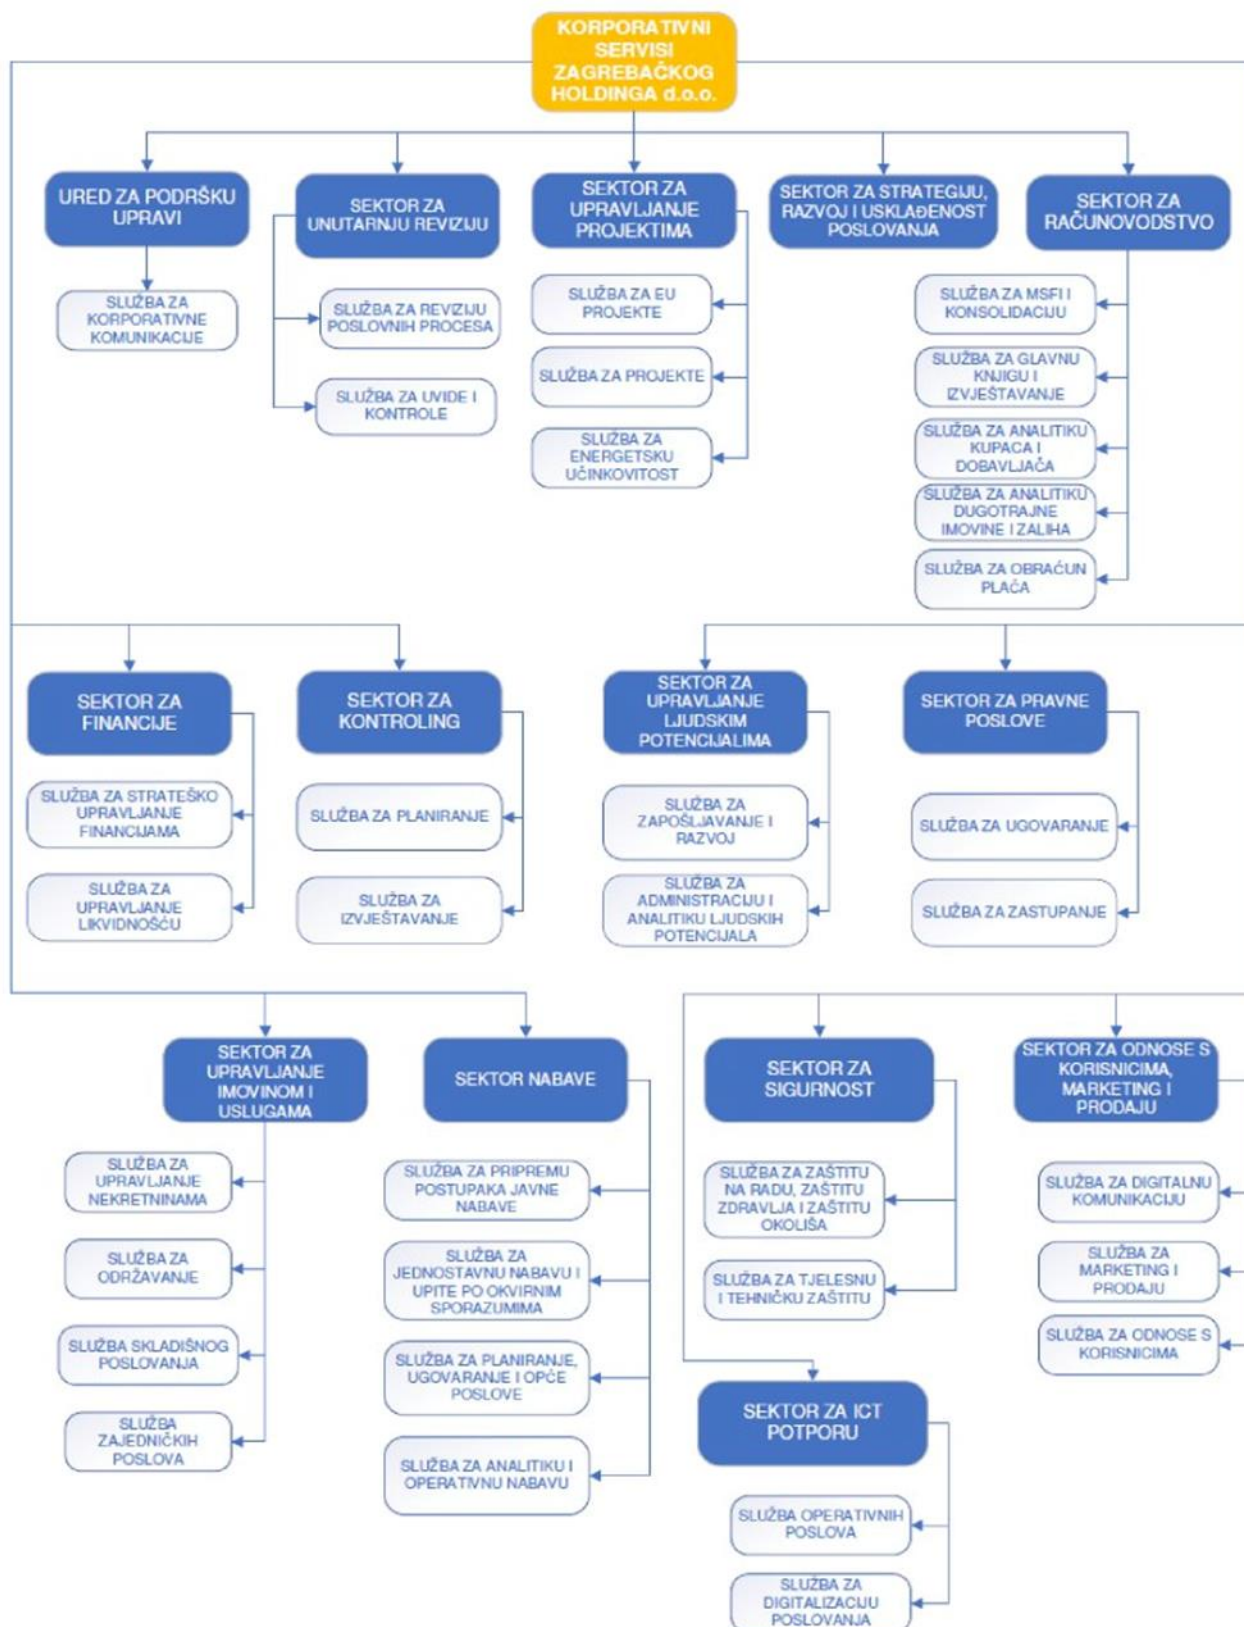 KORPORATIVNI
SERVISI
ZAGREBAČKOG
HOLDINGA d.o.o.
URED ZA PODRŠKU
UPRAVI
SLUŽBA ZA
KORPORATIVNE
KOMUNIKACIJE
SEKTOR ZA
UNUTARNJU REVIZIJU
SLUŽBA ZA REVIZIJU
POSLOVNIH PROCESA
SLUŽBA ZA UVIDE I
KONTROLE
SEKTOR ZA
UPRAVLJANJE
PROJEKTIMA
SLUŽBA ZA EU
PROJEKTE
SLUŽBA ZA PROJEKTE
SLUŽBA ZA
ENERGETSKU
UČINKOVITOST
SEKTOR ZA STRATEGIJU,
RAZVOJ I USKLAĐENOST
POSLOVANJA
SEKTOR ZA
RAČUNOVODSTVO
SLUŽBA ZA MSFI I
KONSOLIDACIJU
SLUŽBA ZA GLAVNU
KNJIGU I
IZVJEŠTAVANJE
SLUŽBA ZA ANALITIKU
KUPACA I
DOBAVLJAČA
SLUŽBA ZA ANALITIKU
DUGOTRAJNE
IMOVINE I ZALIHA
SLUŽBA ZA OBRAČUN
PLAĆA
SEKTOR ZA
FINANCIJE
SLUŽBA ZA STRATEŠKO
UPRAVLJANJE
FINANCIJAMA
SLUŽBA ZA
UPRAVLJANJE
LIKVIDNOŠĆU
SEKTOR ZA
KONTROLING
SLUŽBA ZA PLANIRANJE
SLUŽBA ZA
IZVJEŠTAVANJE
SEKTOR ZA
UPRAVLJANJE
LJUDSKIM
POTENCIJALIMA
SLUŽBA ZA
ZAPOŠLJAVANJE I
RAZVOJ
SLUŽBA ZA
ADMINISTRACIJU I
ANALITIKU LJUDSKIH
POTENCIJALA
SEKTOR ZA PRAVNE
POSLOVE
SLUŽBA ZA UGOVARANJE
SLUŽBA ZA ZASTUPANJE
SEKTOR ZA
UPRAVLJANJE
IMOVINOM I
USLUGAMA
SLUŽBA ZA
UPRAVLJANJE
NEKRETNINAMA
SLUŽBA ZA
ODRŽAVANJE
SLUŽBA SKLADIŠNOG
POSLOVANJA
SLUŽBA
ZAJEDNIČKIH
POSLOVA
SEKTOR NABAVE
SLUŽBA ZA PRIPREMU
POSTUPAKA JAVNE
NABAVE
SLUŽBA ZA
JEDNOSTAVNU NABAVU I
UPITE PO OKVIRNIM
SPORAZUMIMA
SLUŽBA ZA PLANIRANJE,
UGOVARANJE I OPĆE
POSLOVE
SLUŽBA ZA ANALITIKU I
OPERATIVNU NABAVU
SEKTOR ZA
SIGURNOST
SLUŽBA ZA ZAŠTITU
NA RADU, ZAŠTITU
ZDRAVLJA I ZAŠTITU
OKOLIŠA
SLUŽBA ZA TJELESNU
I TEHNIČKU ZAŠTITU
SEKTOR ZA ODNOSE S
KORISNICIMA,
MARKETING I
PRODAJU
SLUŽBA ZA DIGITALNU
KOMUNIKACIJU
SLUŽBA ZA
MARKETING I
PRODAJU
SLUŽBA ZA ODNOSE S
KORISNICIMA
SEKTOR ZA ICT
POTPORU
SLUŽBA OPERATIVNIH
POSLOVA
SLUŽBA ZA
DIGITALIZACIJU
POSLOVANJA